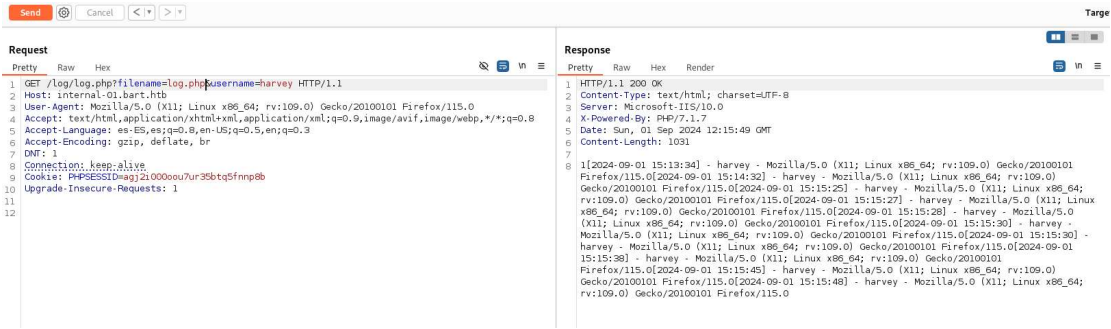 Send Cancel < >
Targe
Request
Pretty Raw Hex
\n
1 GET /log/log.php?filename=log.php&username=harvey HTTP/1.1
2 Host: internal-01.bart.htb
3 User-Agent: Mozilla/5.0 (X11; Linux x86_64; rv:109.0) Gecko/20100101 Firefox/115.0
4 Accept: text/html,application/xhtml+xml,application/xml;q=0.9,image/avif,image/webp,*/*;q=0.8
5 Accept-Language: es-ES,es;q=0.8,en-US;q=0.5,en;q=0.3
6 Accept-Encoding: gzip, deflate, br
7 DNT: 1
8 Connection: keep-alive
9 Cookie: PHPSESSID=agj2i000oou7ur35btq5fnnp8b
10 Upgrade-Insecure-Requests: 1
11
12
Response
Pretty Raw Hex Render
\n
1 HTTP/1.1 200 OK
2 Content-Type: text/html; charset=UTF-8
3 Server: Microsoft-IIS/10.0
4 X-Powered-By: PHP/7.1.7
5 Date: Sun, 01 Sep 2024 12:15:49 GMT
6 Content-Length: 1031
7
8 1[2024-09-01 15:13:34] - harvey - Mozilla/5.0 (X11; Linux x86_64; rv:109.0) Gecko/20100101
Firefox/115.0[2024-09-01 15:14:32] - harvey - Mozilla/5.0 (X11; Linux x86_64; rv:109.0)
Gecko/20100101 Firefox/115.0[2024-09-01 15:15:25] - harvey - Mozilla/5.0 (X11; Linux x86_64;
rv:109.0) Gecko/20100101 Firefox/115.0[2024-09-01 15:15:27] - harvey - Mozilla/5.0 (X11; Linux
x86_64; rv:109.0) Gecko/20100101 Firefox/115.0[2024-09-01 15:15:28] - harvey - Mozilla/5.0
(X11; Linux x86_64; rv:109.0) Gecko/20100101 Firefox/115.0[2024-09-01 15:15:30] - harvey -
Mozilla/5.0 (X11; Linux x86_64; rv:109.0) Gecko/20100101 Firefox/115.0[2024-09-01 15:15:30] -
harvey - Mozilla/5.0 (X11; Linux x86_64; rv:109.0) Gecko/20100101 Firefox/115.0[2024-09-01
15:15:38] - harvey - Mozilla/5.0 (X11; Linux x86_64; rv:109.0) Gecko/20100101
Firefox/115.0[2024-09-01 15:15:45] - harvey - Mozilla/5.0 (X11; Linux x86_64; rv:109.0)
Gecko/20100101 Firefox/115.0[2024-09-01 15:15:48] - harvey - Mozilla/5.0 (X11; Linux x86_64;
rv:109.0) Gecko/20100101 Firefox/115.0